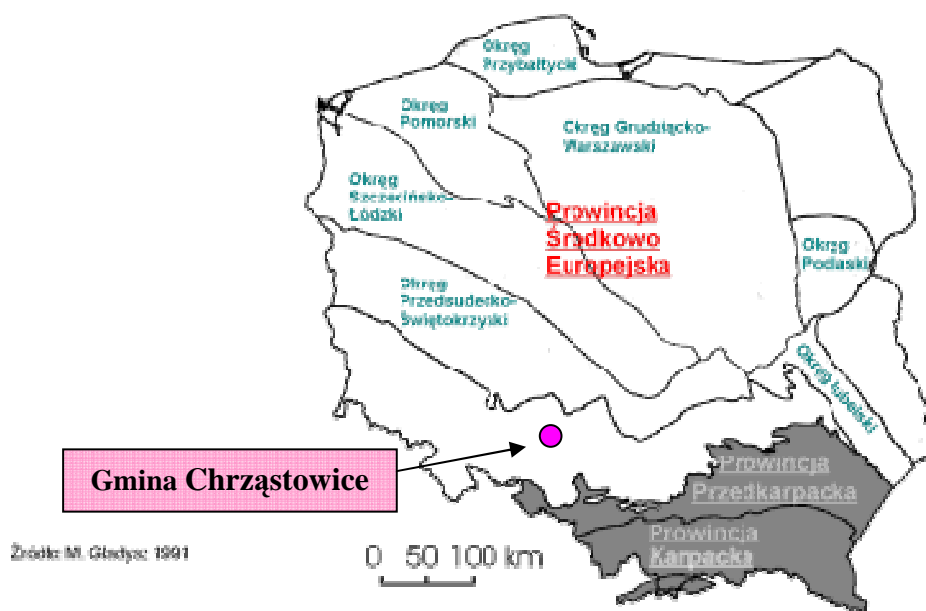 Okręg
Przybałtycki
Okręg
Pomorski
Okręg Grudziącko-
Warszawski
Okręg
Szczecińsko-
Łódzki
Prowincja
Środkowo
Europejska
Okręg
Podlaski
Okręg
Przedsudecko-
Świętokrzyski
Okręg lubelski
Gmina Chrząstowice
Prowincja
Przedkarpacka
Prowincja
Karpacka
Źródło: M. Gładysz 1991
0 50 100 km